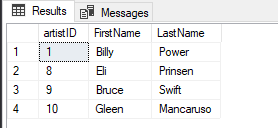 Results Messages
artistID FirstName LastName
1 1 Billy Power
2 8 Eli Prinsen
3 9 Bruce Swift
4 10 Gleen Mancaruso